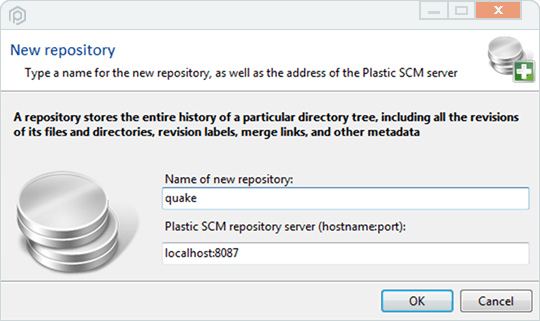 New repository
Type a name for the new repository, as well as the address of the Plastic SCM server
A repository stores the entire history of a particular directory tree, including all the revisions
of its files and directories, revision labels, merge links, and other metadata
Name of new repository:
quake
Plastic SCM repository server (hostname:port):
localhost:8087
OK
Cancel